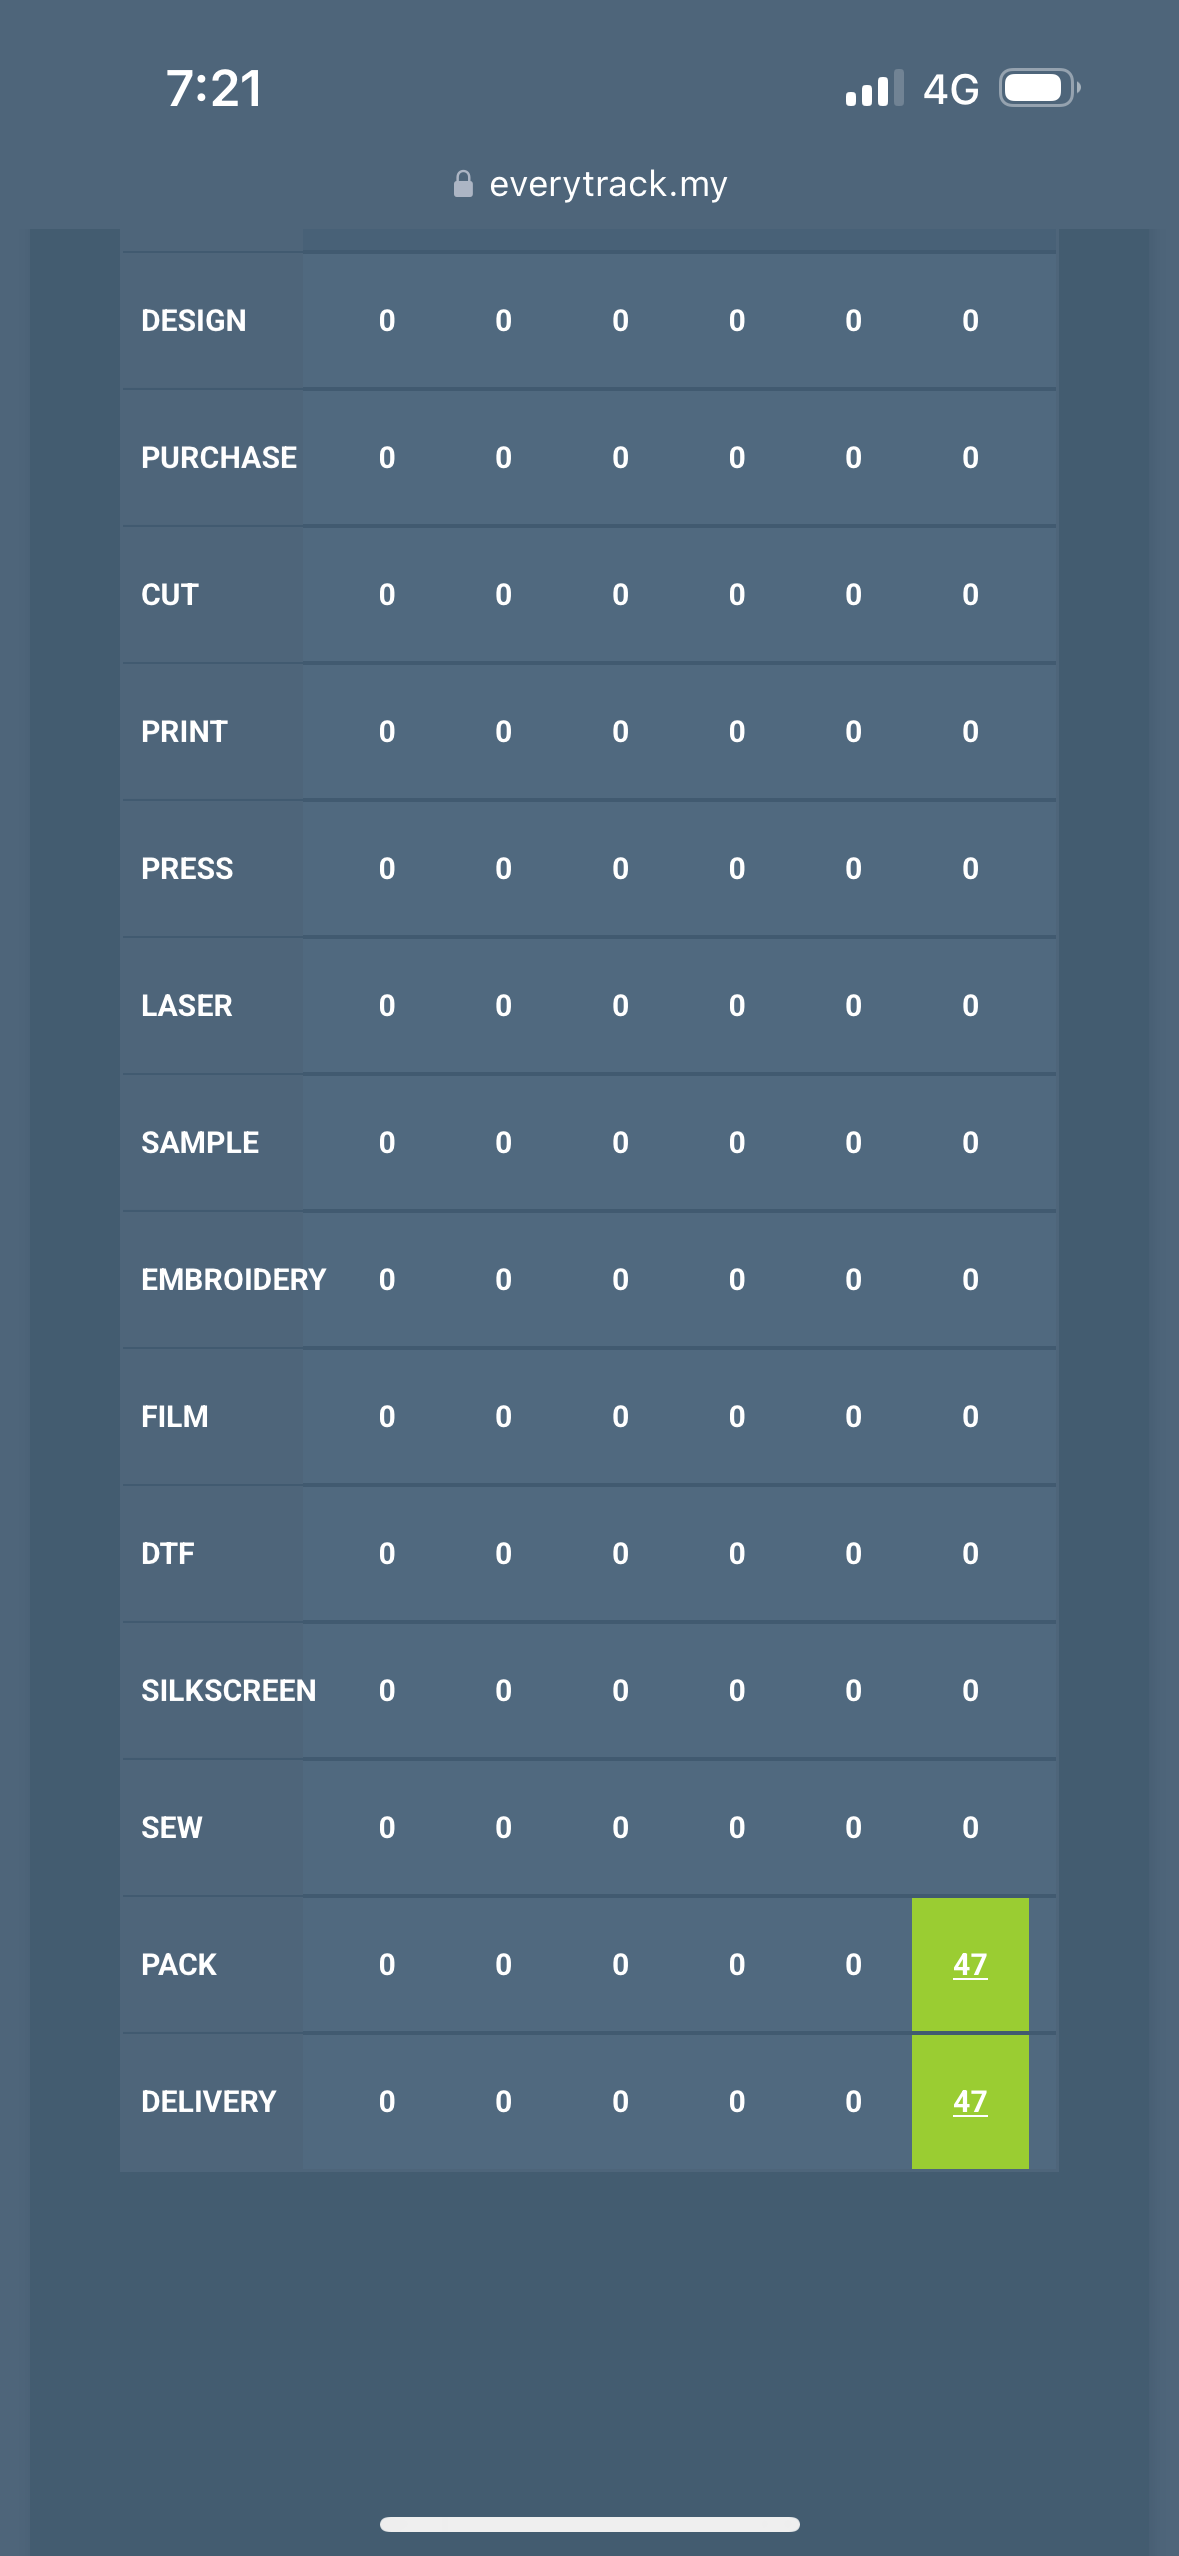 7:21 4G
everytrack.my
DESIGN 0 0 0 0 0 0
PURCHASE 0 0 0 0 0 0
CUT 0 0 0 0 0 0
PRINT 0 0 0 0 0 0
PRESS 0 0 0 0 0 0
LASER 0 0 0 0 0 0
SAMPLE 0 0 0 0 0 0
EMBROIDERY 0 0 0 0 0 0
FILM 0 0 0 0 0 0
DTF 0 0 0 0 0 0
SILKSCREEN 0 0 0 0 0 0
SEW 0 0 0 0 0 0
PACK 0 0 0 0 0 47
DELIVERY 0 0 0 0 0 47